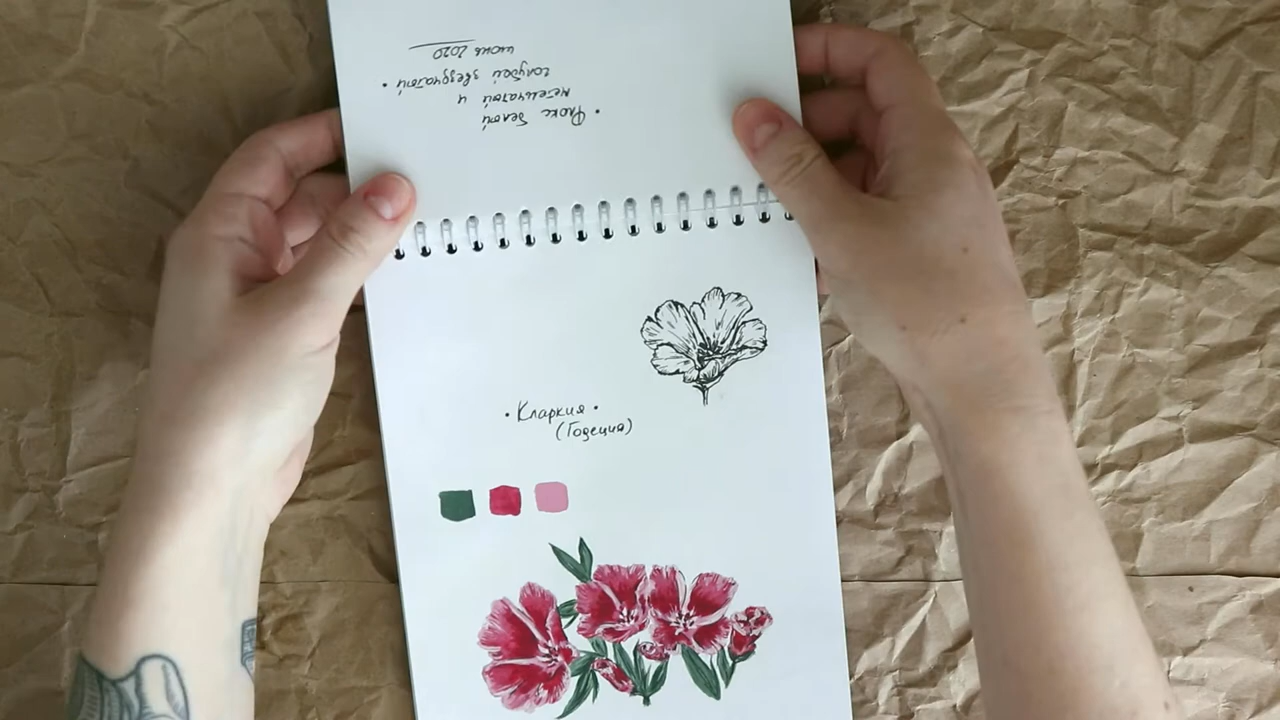 • Флокс белый
метельчатый и
голубой звездчатый •
июнь 2020
• Кларкия •
(Годеция)